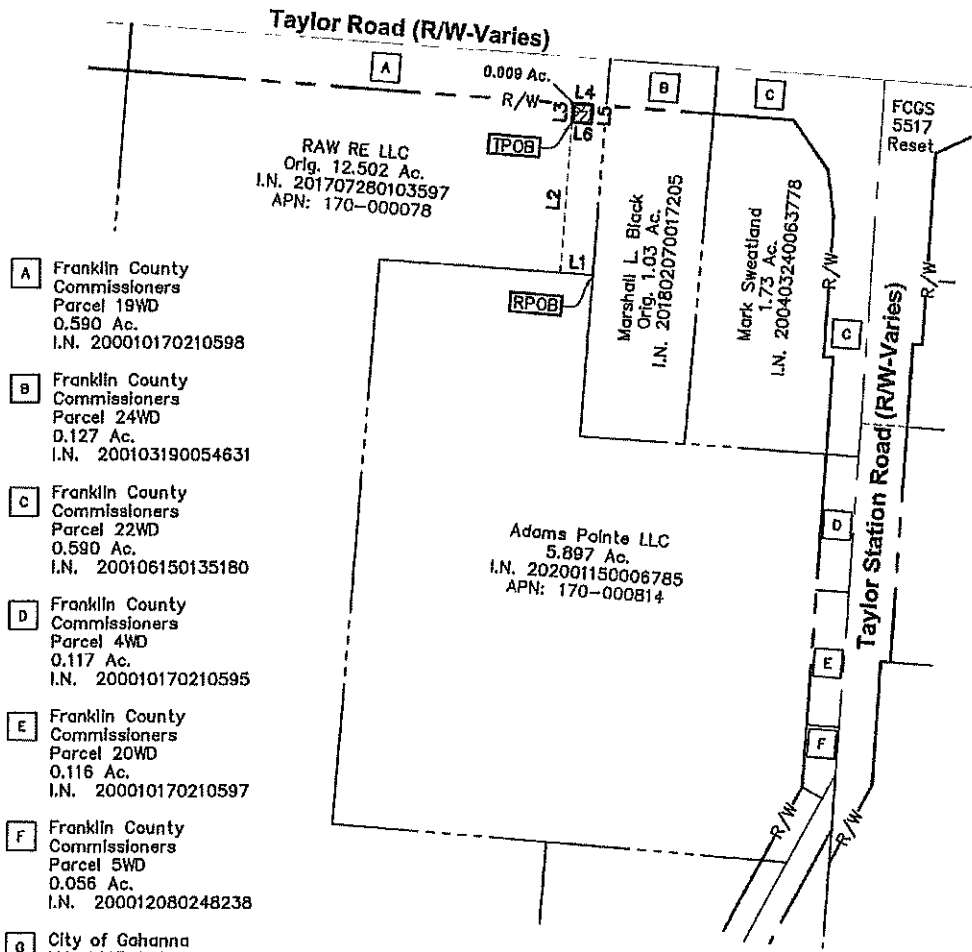 Taylor Road (R/W-Varies)
A
0.009 Ac.
R/W
L3
L4
L5
L6
B
C
FCGS
5517
Reset
TPOB
RAW RE LLC
Orig. 12.502 Ac.
I.N. 201707280103597
APN: 170-000078
L2
L1
RPOB
Marshall L. Black
Orig. 1.03 Ac.
I.N. 201802070017205
Mark Sweatland
1.73 Ac.
I.N. 200403240063778
R/W
R/W
C
Taylor Station Road (R/W-Varies)
A
Franklin County
Commissioners
Parcel 19WD
0.590 Ac.
I.N. 200010170210598
B
Franklin County
Commissioners
Parcel 24WD
0.127 Ac.
I.N. 200103190054631
C
Franklin County
Commissioners
Parcel 22WD
0.590 Ac.
I.N. 200106150135180
D
Franklin County
Commissioners
Parcel 4WD
0.117 Ac.
I.N. 200010170210595
E
Franklin County
Commissioners
Parcel 20WD
0.116 Ac.
I.N. 200010170210597
F
Franklin County
Commissioners
Parcel 5WD
0.056 Ac.
I.N. 200012080248238
G
City of Gahanna
Adams Pointe LLC
5.897 Ac.
I.N. 202001150006785
APN: 170-000814
D
E
F
R/W
R/W